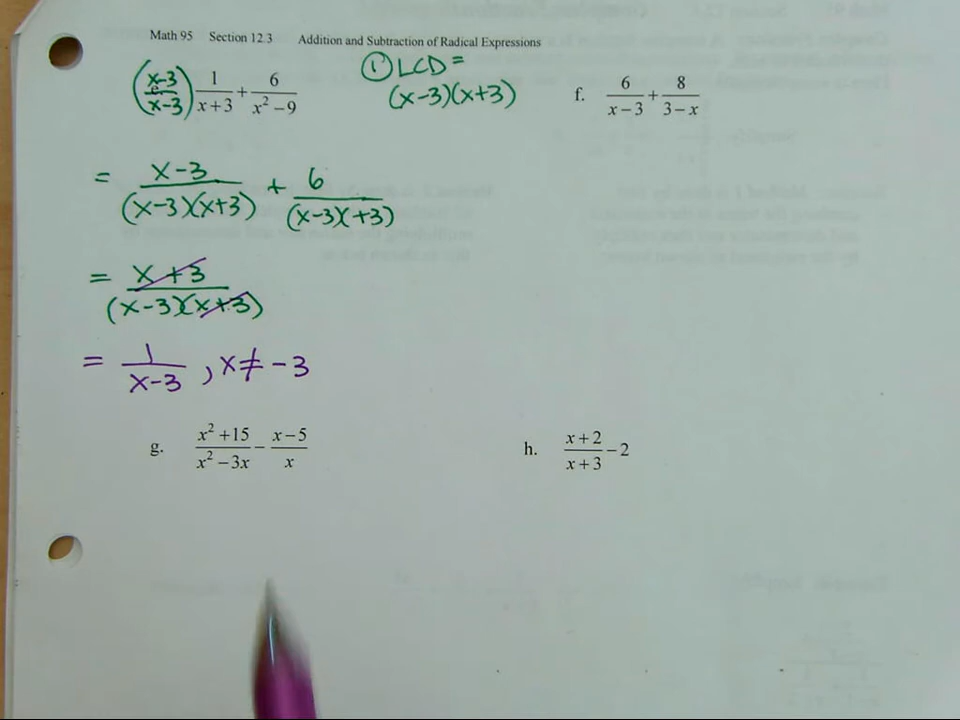 Math 95 Section 12.3 Addition and Subtraction of Radical Expressions
(x-3/x-3) 1/(x+3) + 6/(x² - 9)
① LCD =
(x-3)(x+3)
f. 6/(x-3) + 8/(3-x)
= x-3/(x-3)(x+3) + 6/(x-3)(+3)
= x+3/(x-3)(x+3)
= 1/(x-3) , x ≠ -3
g. (x² +15)/(x² -3x) - (x-5)/x
h. (x+2)/(x+3) - 2